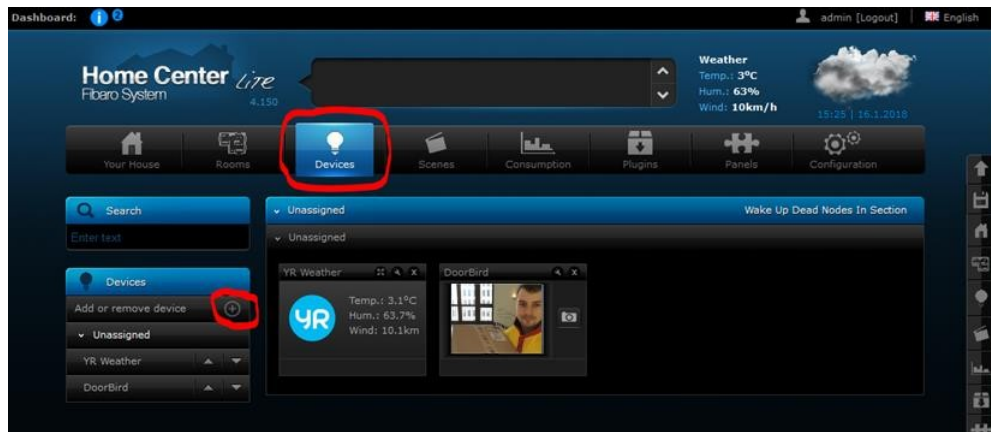 Dashboard: i 2
admin [Logout] English
Home Center Lite
Fibaro System
4.150
Weather
Temp.: 3°C
Hum.: 63%
Wind: 10km/h
15:25 | 16.1.2018
Your House Rooms Devices Scenes Consumption Plugins Panels Configuration
Search
Enter text
Devices
Add or remove device
Unassigned
YR Weather
DoorBird
Unassigned Wake Up Dead Nodes In Section
Unassigned
YR Weather X
YR
Temp.: 3.1°C
Hum.: 63.7%
Wind: 10.1km
DoorBird X